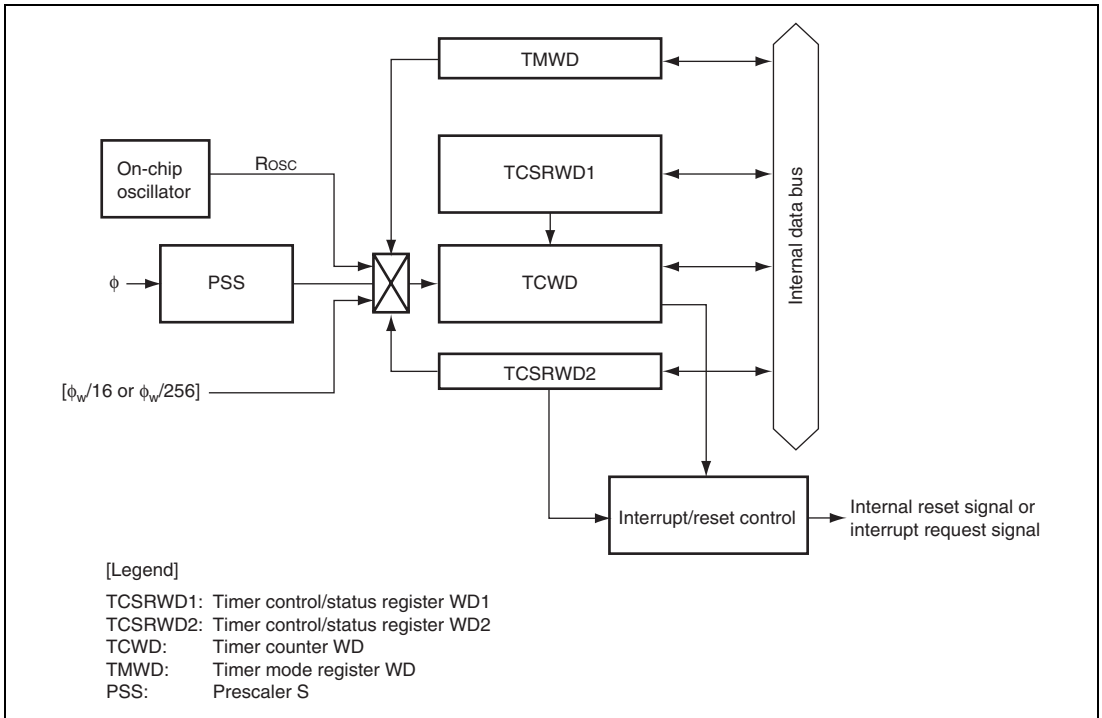 TMWD
On-chip
oscillator
Rosc
TCSRWD1
Internal data bus
ϕ
PSS
TCWD
TCSRWD2
[ϕw/16 or ϕw/256]
Interrupt/reset control
Internal reset signal or
interrupt request signal
[Legend]
TCSRWD1: Timer control/status register WD1
TCSRWD2: Timer control/status register WD2
TCWD: Timer counter WD
TMWD: Timer mode register WD
PSS: Prescaler S